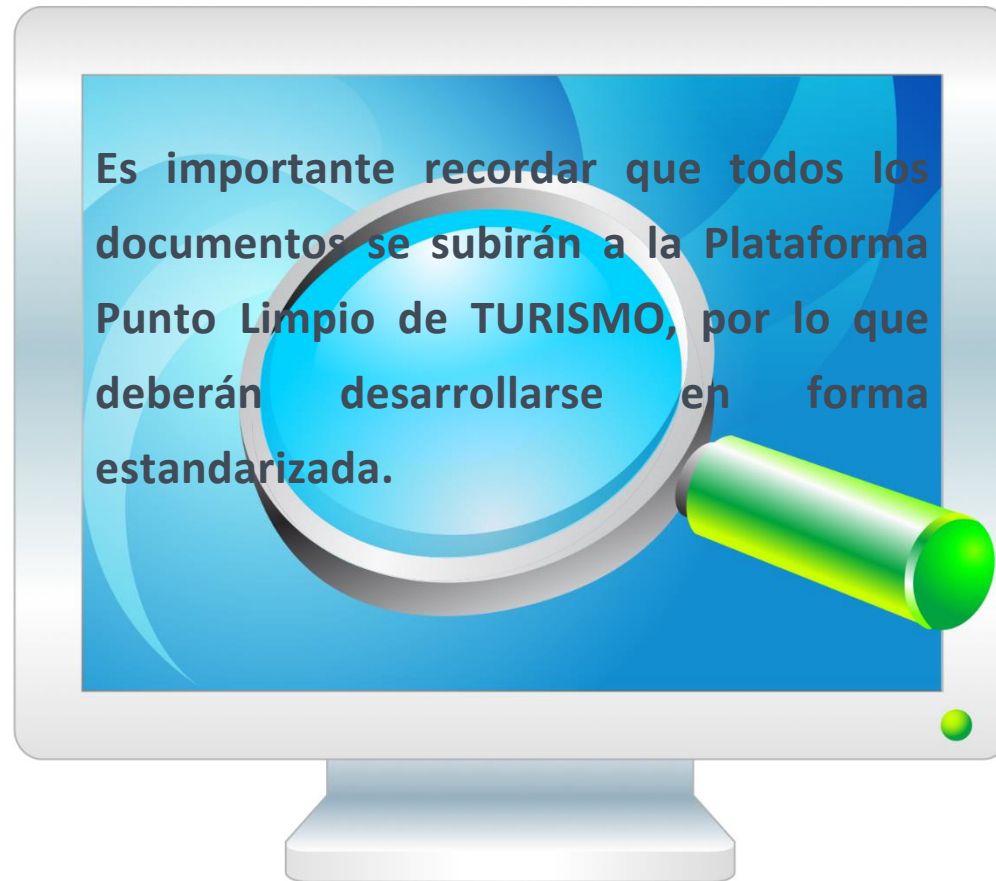 Es importante recordar que todos los
documentos se subirán a la Plataforma
Punto Limpio de TURISMO, por lo que
deberán desarrollarse en forma
estandarizada.